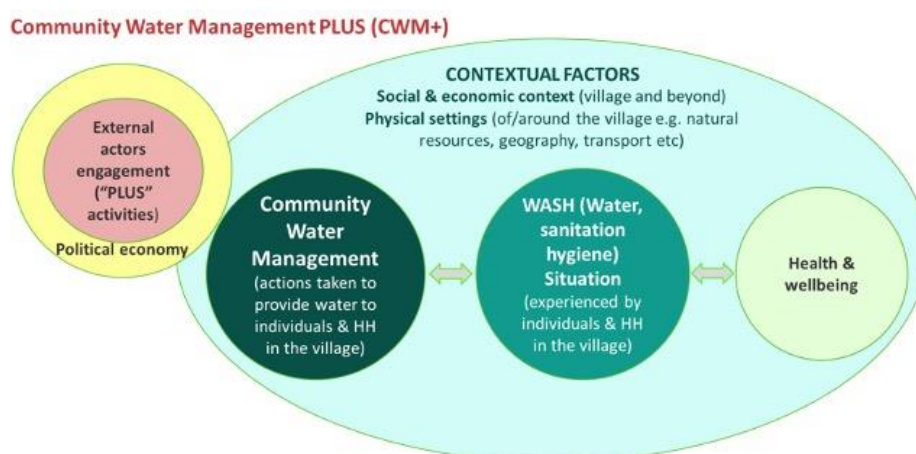 Community Water Management PLUS (CWM+)
CONTEXTUAL FACTORS
Social & economic context (village and beyond)
Physical settings (of/around the village e.g. natural
resources, geography, transport etc)
External
actors
engagement
("PLUS"
activities)
Political economy
Community
Water
Management
(actions taken to
provide water to
individuals & HH
in the village)
WASH (Water,
sanitation
hygiene)
Situation
(experienced by
individuals & HH
in the village)
Health &
wellbeing